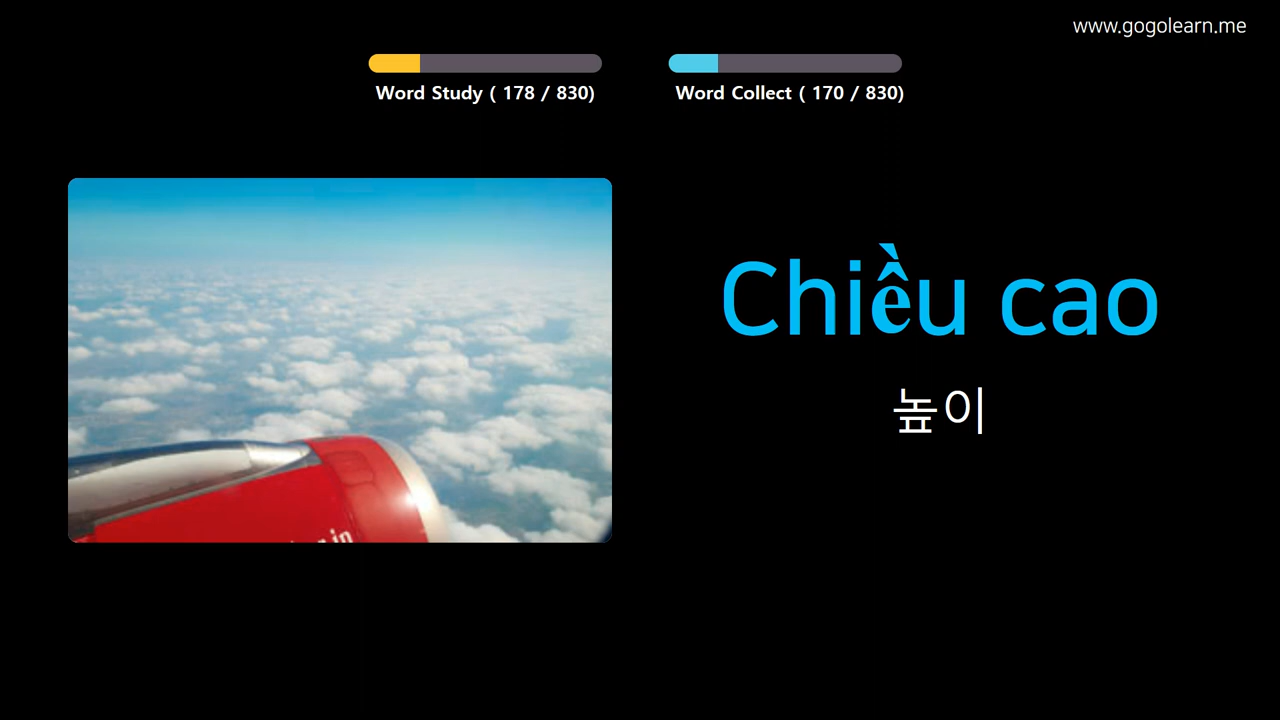 www.gogolearn.me
Word Study ( 178 / 830)
Word Collect ( 170 / 830)
Chiều cao
높이